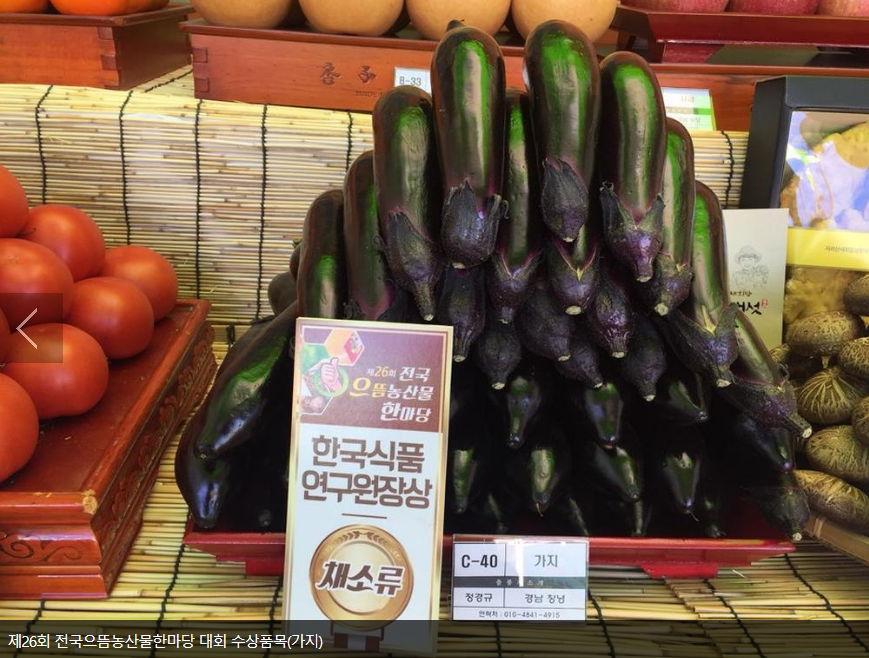 B-33
제26회 전국
으뜸농산물
한마당
한국식품
연구원장상
채소류
C-40 가지
정경규 경남 창녕
연락처 : 010-4841-4915
제26회 전국으뜸농산물한마당 대회 수상품목(가지)